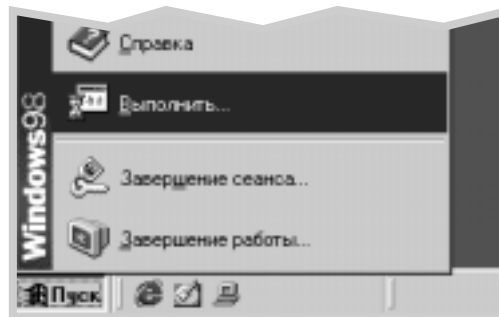 Справка
Выполнить...
Завершение сеанса...
Завершение работы...
Windows98
Пуск